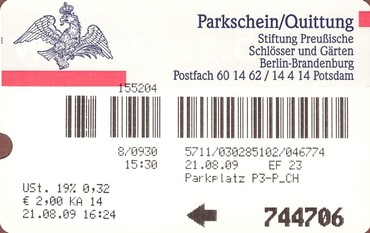 Parkschein/Quittung
Stiftung Preußische
Schlösser und Gärten
Berlin-Brandenburg
Postfach 60 14 62 / 14 4 14 Potsdam
155204
8/0930
15:30
5711/030285102/046774
21.08.09 EF 23
Parkplatz P3-P_CH
USt. 19% 0,32
€ 2,00 KA 14
21.08.09 16:24
744706